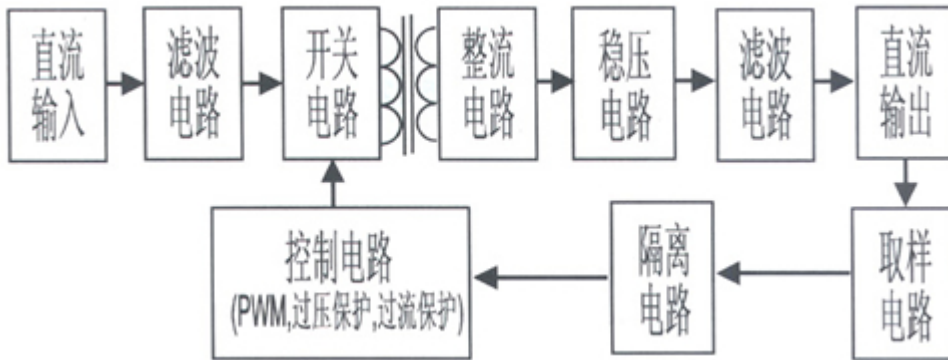 直流
输入
滤波
电路
开关
电路
整流
电路
稳压
电路
滤波
电路
直流
输出
控制电路
(PWM,过压保护,过流保护)
隔离
电路
取样
电路